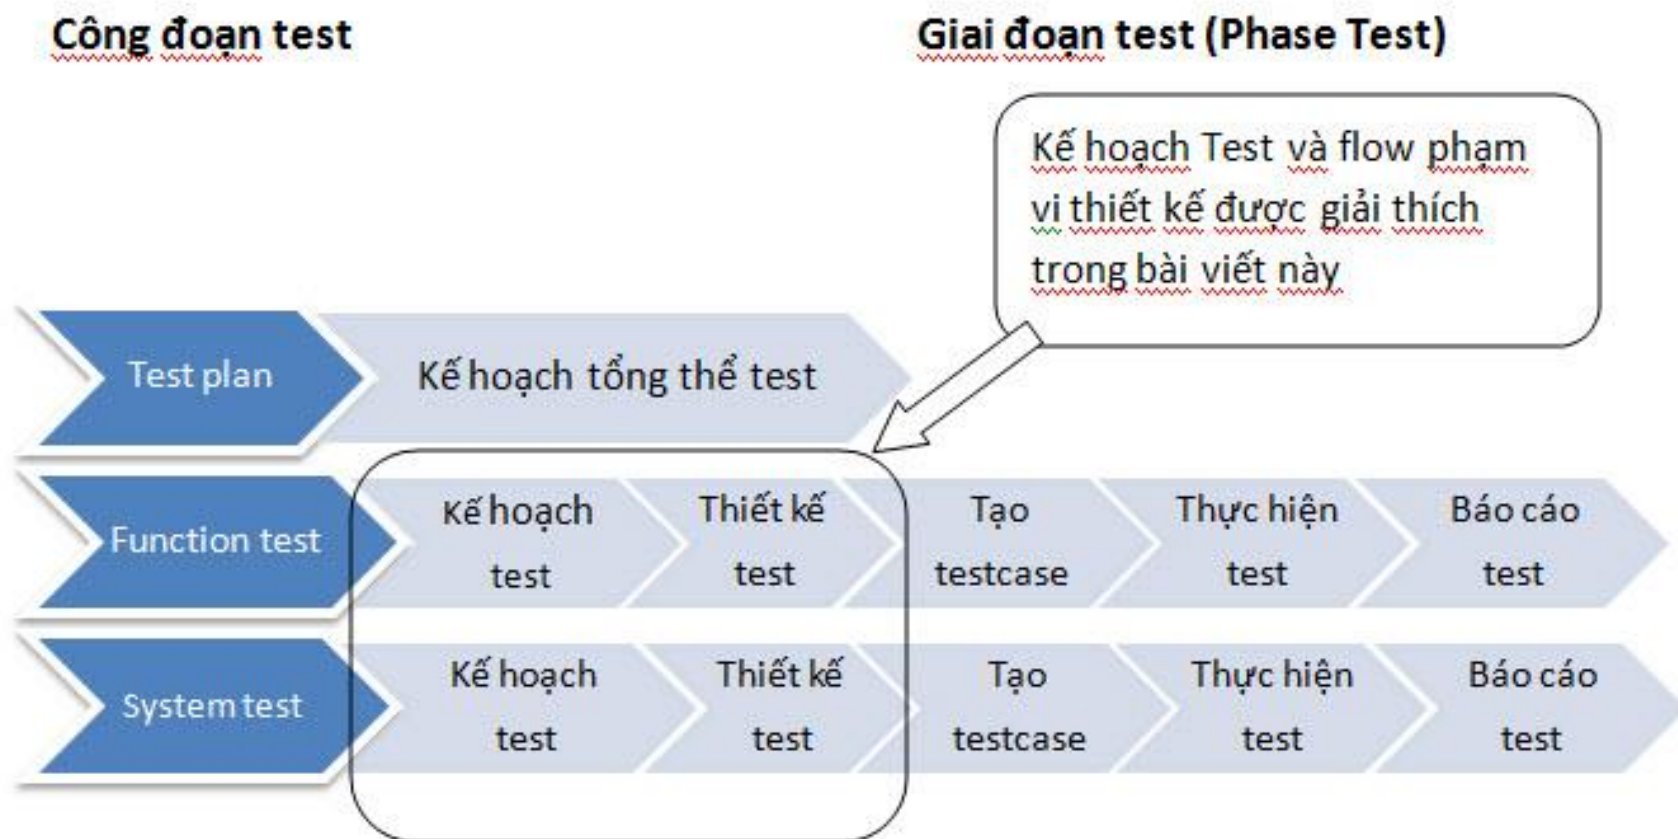 Công đoạn test
Giai đoạn test (Phase Test)
Kế hoạch Test và flow phạm
vi thiết kế được giải thích
trong bài viết này
Test plan
Kế hoạch tổng thể test
Function test
Kế hoạch
test
Thiết kế
test
Tạo
testcase
Thực hiện
test
Báo cáo
test
System test
Kế hoạch
test
Thiết kế
test
Tạo
testcase
Thực hiện
test
Báo cáo
test